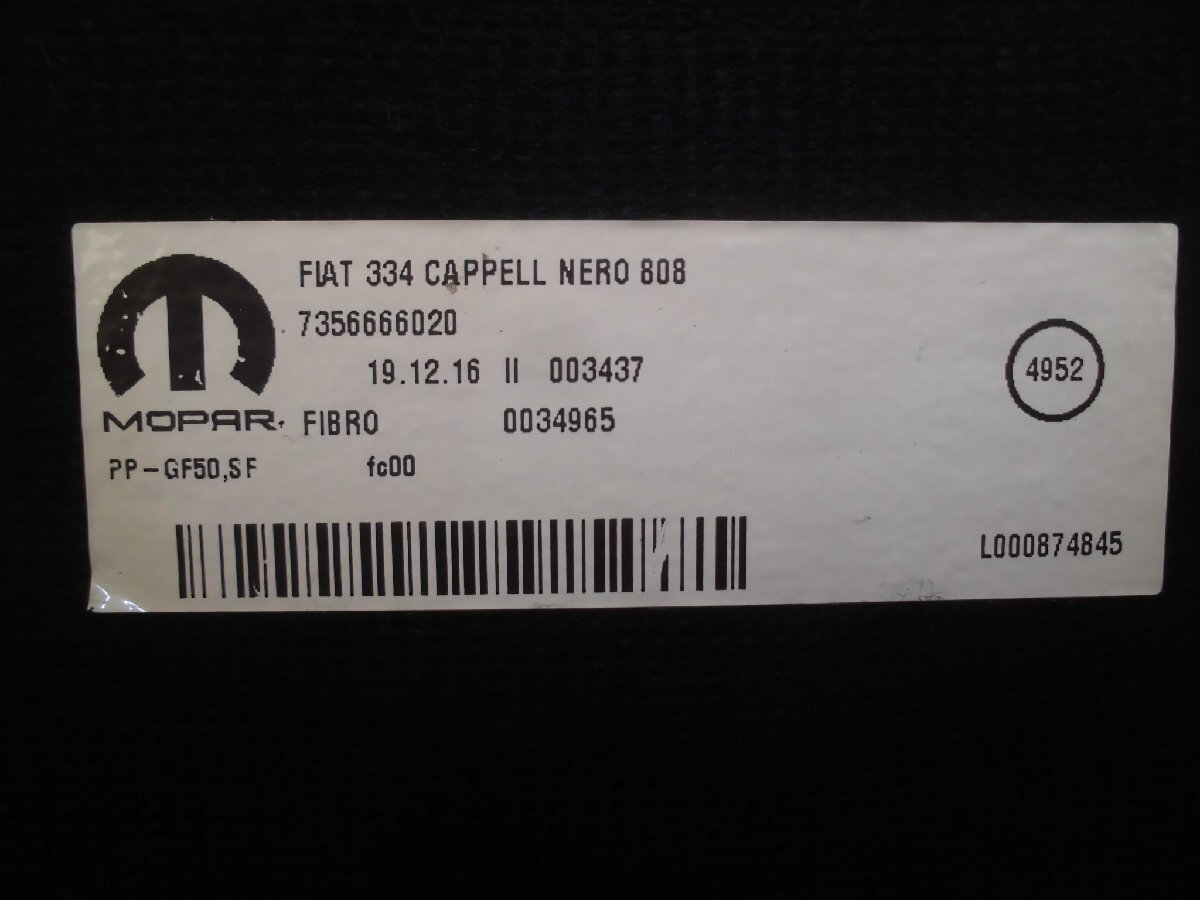 FIAT 334 CAPPELL NERO 808
7356666020
19.12.16 II 003437
4952
MOPAR. FIBRO 0034965
PP-GF50,SF fc00
L000874845